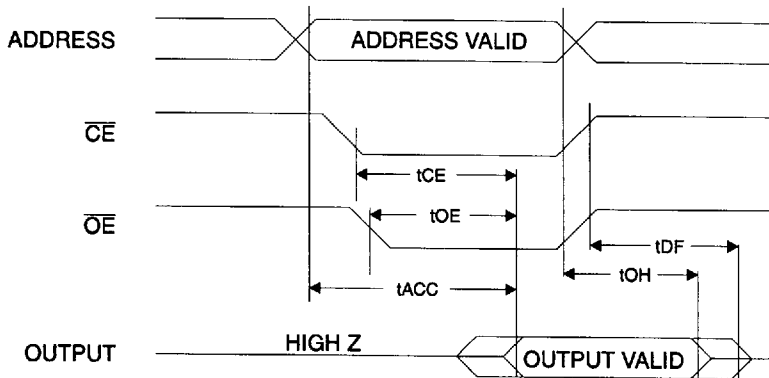 ADDRESS
ADDRESS VALID
CE
tCE
OE
tOE
tDF
tOH
tACC
HIGH Z
OUTPUT
OUTPUT VALID